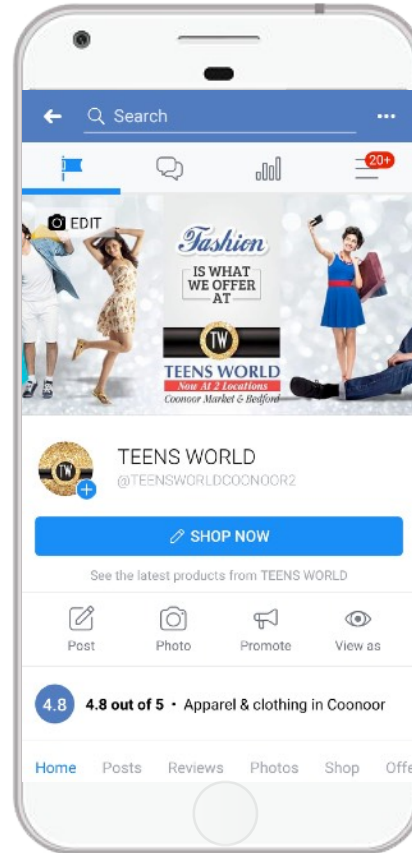 Search
20+
EDIT
Fashion
IS WHAT
WE OFFER
AT
TW
TEENS WORLD
Now At 2 Locations
Coonoor Market & Bedford
TW
TEENS WORLD
@TEENSWORLDCOONOOR2
SHOP NOW
See the latest products from TEENS WORLD
Post Photo Promote View as
4.8 4.8 out of 5 • Apparel & clothing in Coonoor
Home Posts Reviews Photos Shop Offe